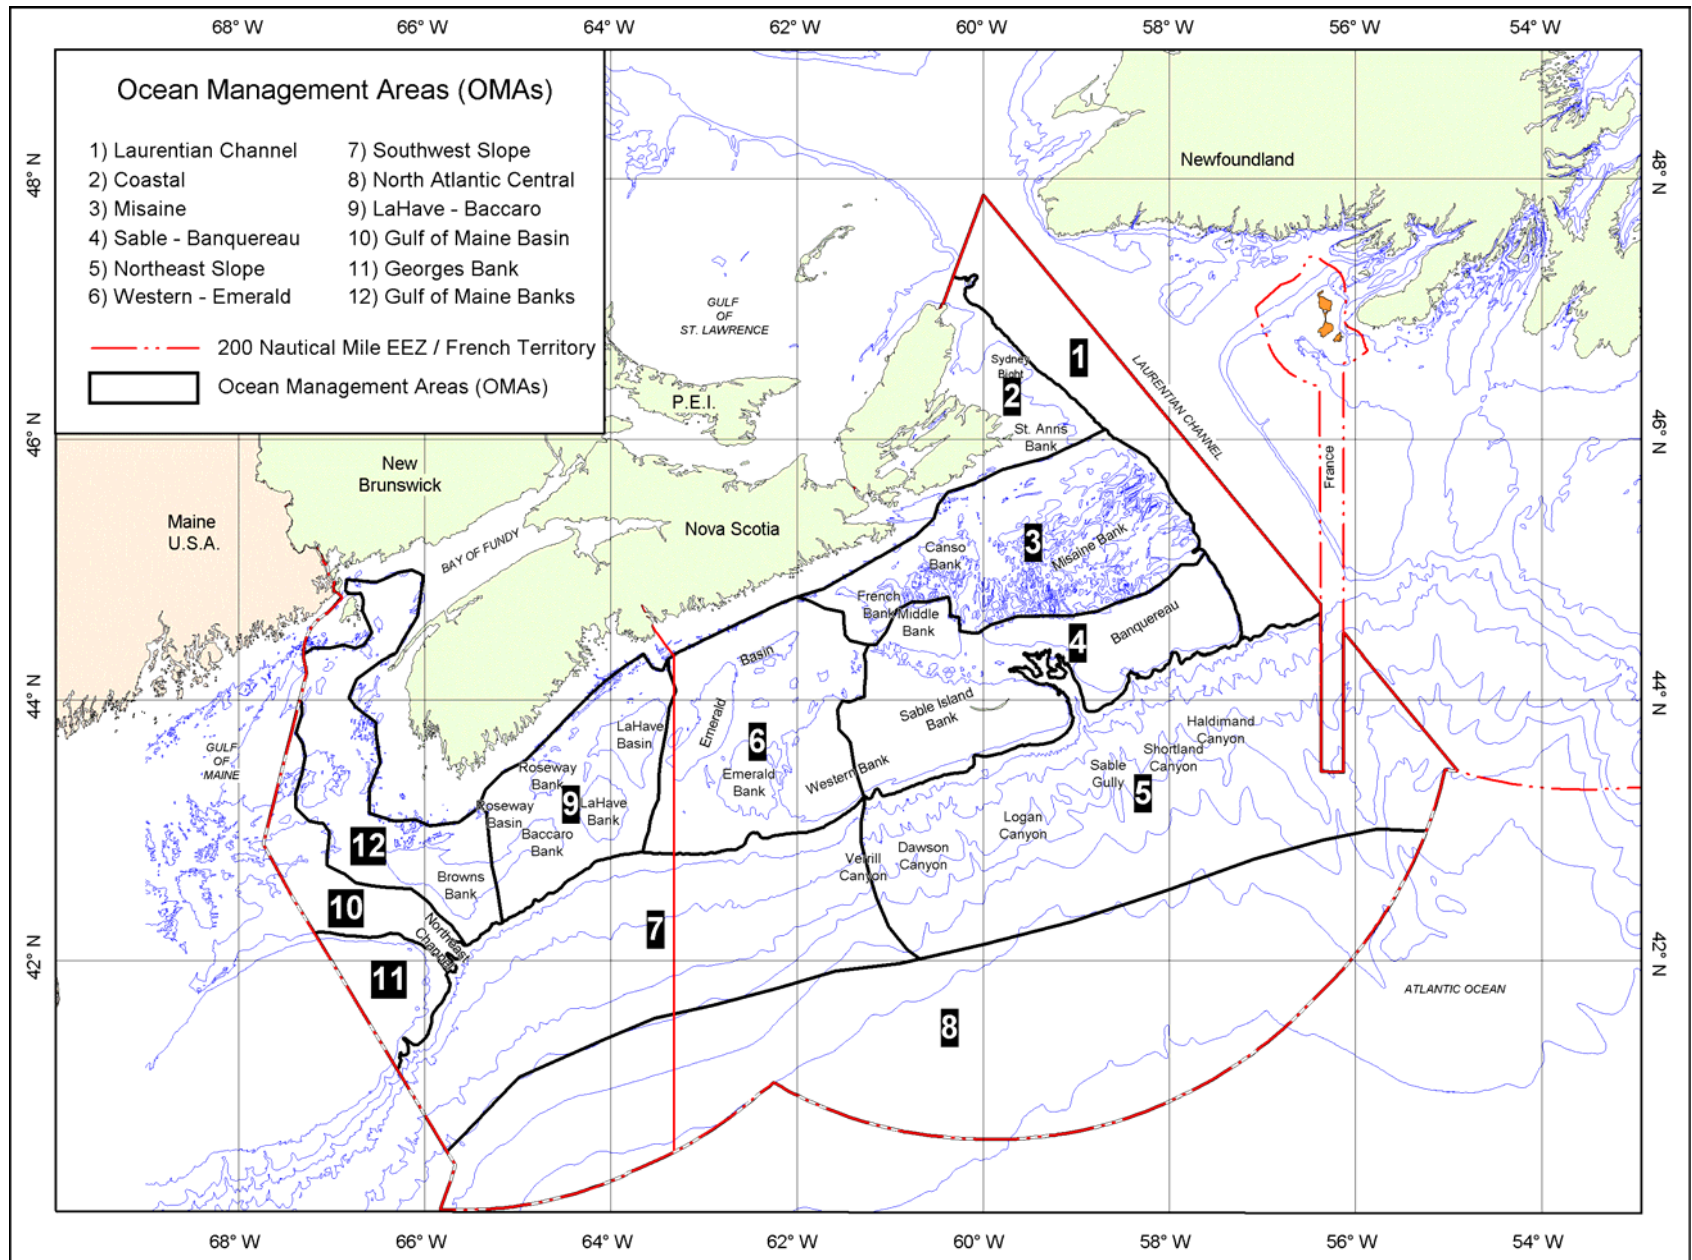 68° W 66° W 64° W 62° W 60° W 58° W 56° W 54° W
Ocean Management Areas (OMAs)
1) Laurentian Channel
2) Coastal
3) Misaine
4) Sable - Banquereau
5) Northeast Slope
6) Western - Emerald
7) Southwest Slope
8) North Atlantic Central
9) LaHave - Baccaro
10) Gulf of Maine Basin
11) Georges Bank
12) Gulf of Maine Banks
200 Nautical Mile EEZ / French Territory
Ocean Management Areas (OMAs)
48° N
48° N
46° N
46° N
44° N
44° N
42° N
42° N
Newfoundland
GULF
OF
ST. LAWRENCE
P.E.I.
New
Brunswick
Maine
U.S.A.
Nova Scotia
BAY OF FUNDY
GULF
OF
MAINE
LAURENTIAN CHANNEL
France
ATLANTIC OCEAN
Sydney
Bight
St. Anns
Bank
Canso
Bank
Misaine Bank
French
Bank
Middle
Bank
Banquereau
Sable Island
Bank
Western Bank
Emerald
Basin
Emerald
Bank
LaHave
Basin
Roseway
Bank
LaHave
Bank
Roseway
Basin
Baccaro
Bank
Browns
Bank
Northeast
Channel
Haldimand
Canyon
Shortland
Canyon
Sable
Gully
Logan
Canyon
Dawson
Canyon
Verrill
Canyon
1
2
3
4
5
6
7
8
9
10
11
12
68° W 66° W 64° W 62° W 60° W 58° W 56° W 54° W